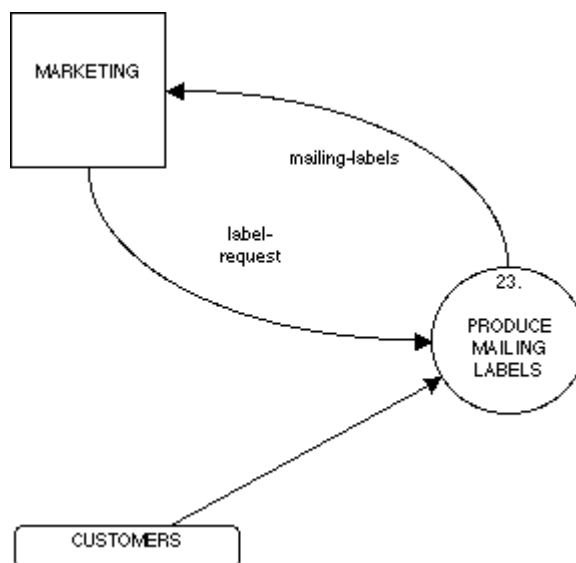 MARKETING
mailing-labels
label-
request
23.
PRODUCE
MAILING
LABELS
CUSTOMERS